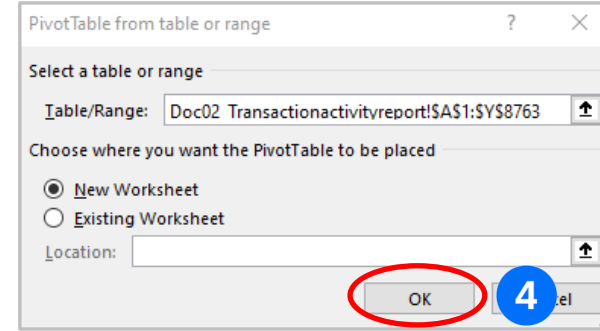 PivotTable from table or range ? ×
Select a table or range
Table/Range: Doc02_Transactionactivityreport!$A$1:$Y$8763
Choose where you want the PivotTable to be placed
New Worksheet
Existing Worksheet
Location:
OK 4